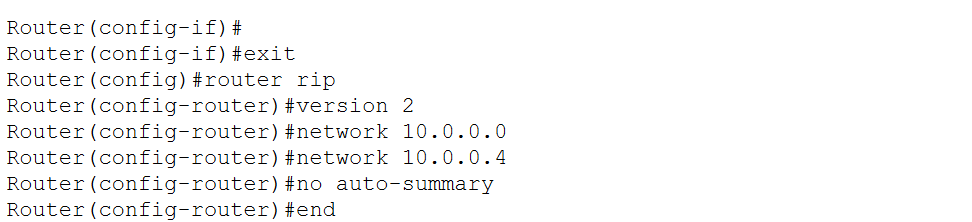 Router(config-if)#
Router(config-if)#exit
Router(config)#router rip
Router(config-router)#version 2
Router(config-router)#network 10.0.0.0
Router(config-router)#network 10.0.0.4
Router(config-router)#no auto-summary
Router(config-router)#end